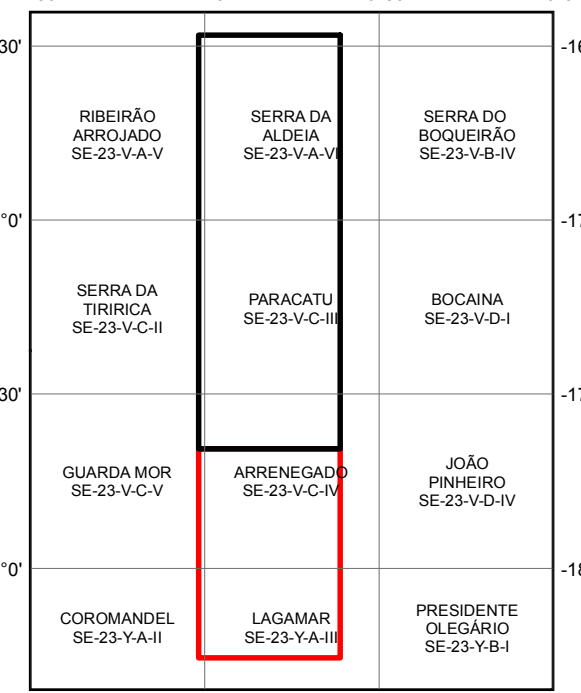 30'
-16
RIBEIRÃO
ARROJADO
SE-23-V-A-V
SERRA DA
ALDEIA
SE-23-V-A-VI
SERRA DO
BOQUEIRÃO
SE-23-V-B-IV
°0'
-17
SERRA DA
TIRIRICA
SE-23-V-C-II
PARACATU
SE-23-V-C-III
BOCAINA
SE-23-V-D-I
30'
-17
GUARDA MOR
SE-23-V-C-V
ARRENEGADO
SE-23-V-C-IV
JOÃO
PINHEIRO
SE-23-V-D-IV
°0'
-18
COROMANDEL
SE-23-Y-A-II
LAGAMAR
SE-23-Y-A-III
PRESIDENTE
OLEGÁRIO
SE-23-Y-B-I